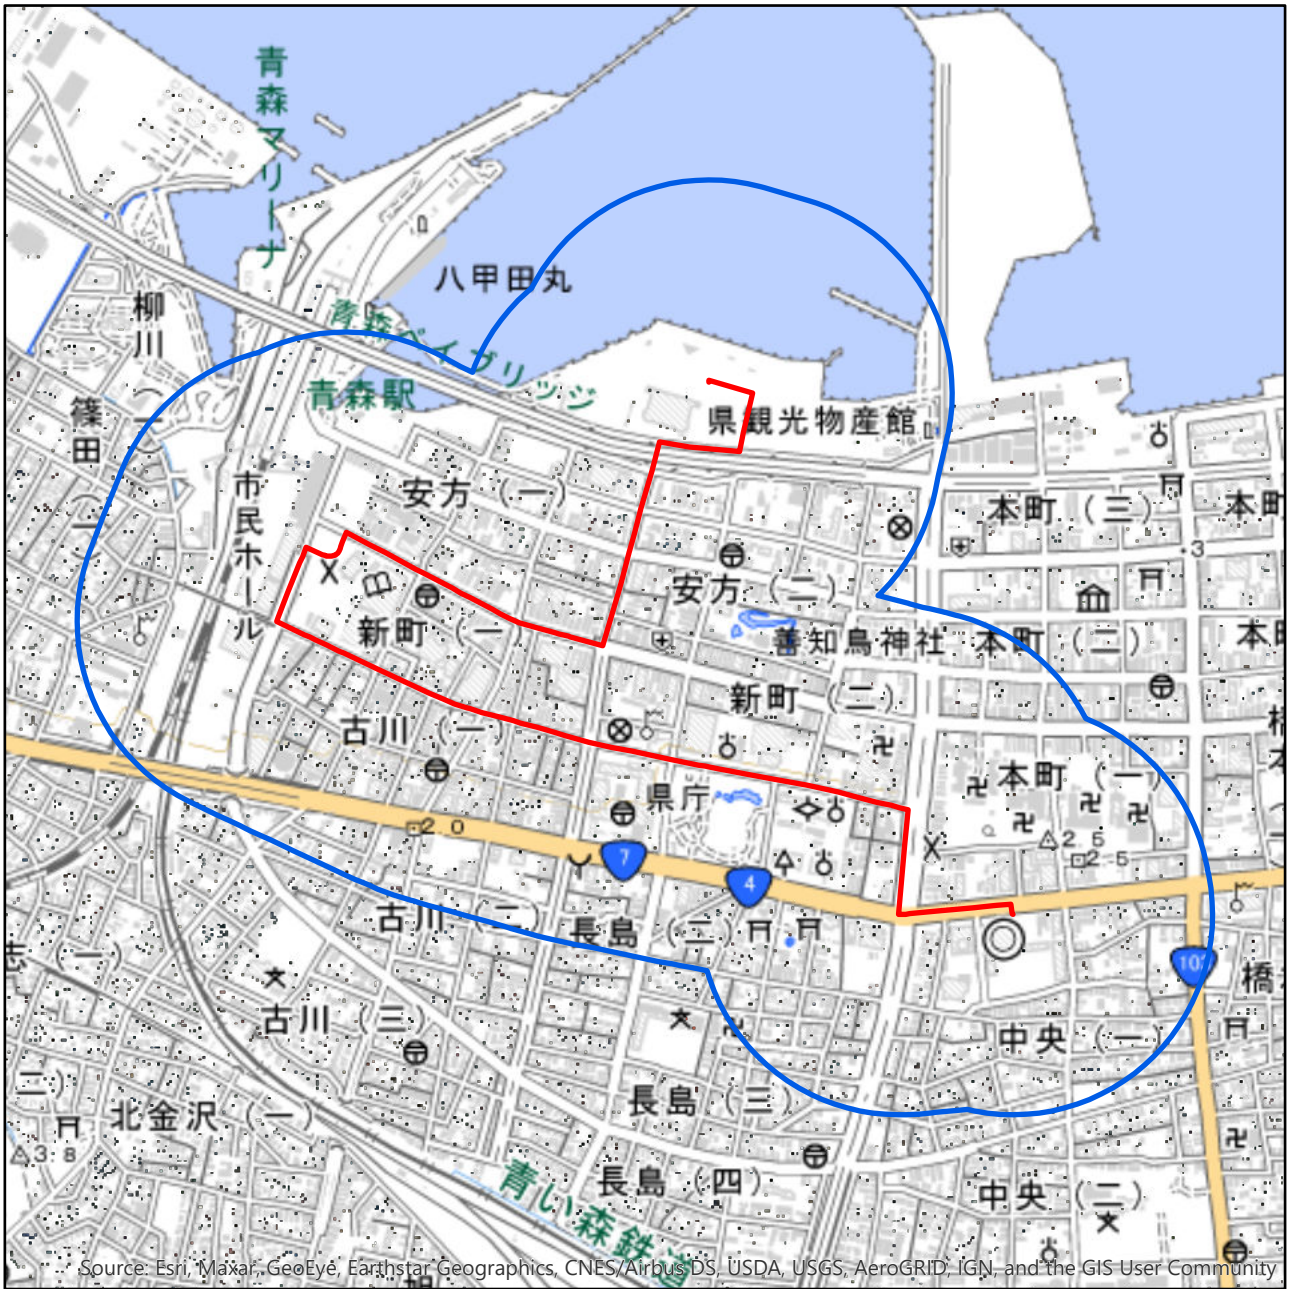 青森マリーナ
八甲田丸
柳川
(一)
青森ベイブリッジ
青森駅
篠田
(一)
県観光物産館
市民ホール
安方(一)
本町(三)
本町
3
安方(二)
新町(一)
善知鳥神社
本町(二)
新町(二)
古川(一)
本町(一)
県庁
20
25
25
7
4
古川(二)
長島(二)
古川(三)
中央(一)
長島(三)
北金沢(一)
二)
38
長島(四)
中央(二)
青い森鉄道
Source: Esri, Maxar, GeoEye, Earthstar Geographics, CNES/Airbus DS, USDA, USGS, AeroGRID, IGN, and the GIS User Community